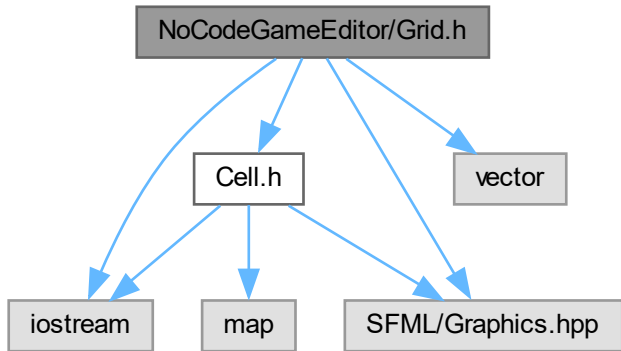 NoCodeGameEditor/Grid.h
Cell.h
vector
iostream
map
SFML/Graphics.hpp